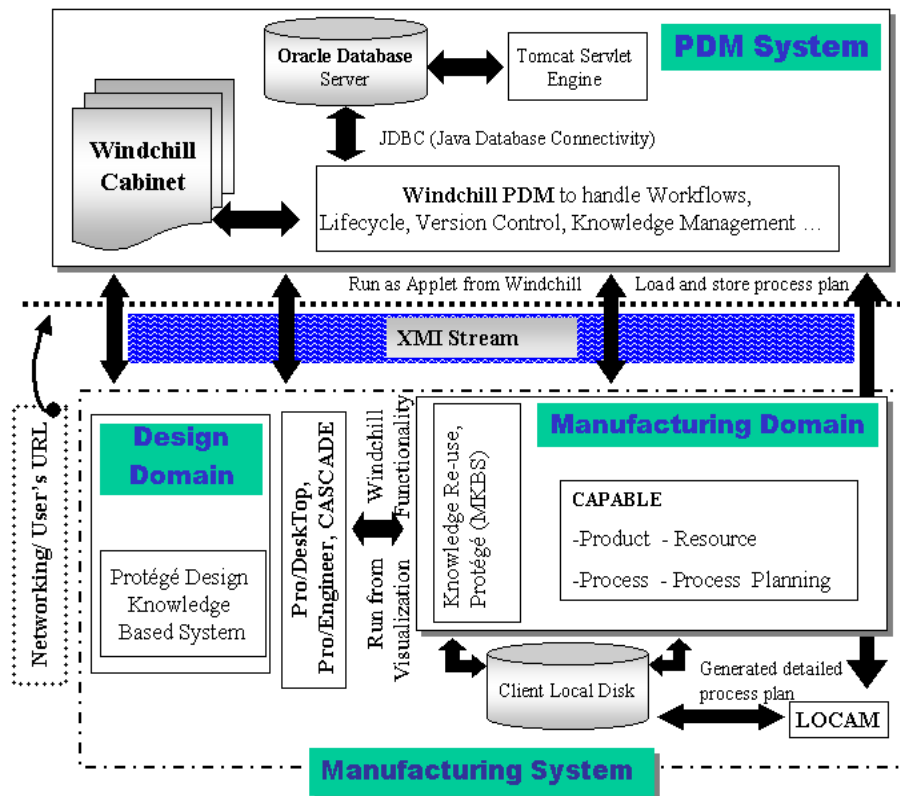 PDM System
Oracle Database
Server
Tomcat Servlet
Engine
JDBC (Java Database Connectivity)
Windchill
Cabinet
Windchill PDM to handle Workflows,
Lifecycle, Version Control, Knowledge Management ...
Run as Applet from Windchill
Load and store process plan
XMI Stream
Networking/ User's URL
Design
Domain
Protégé Design
Knowledge
Based System
Pro/DeskTop,
Pro/Engineer, CASCADE
Run from Windchill
Visualization Functionality
Knowledge Re-use,
Protégé (MKBS)
Manufacturing Domain
CAPABLE
-Product - Resource
-Process - Process Planning
Client Local Disk
Generated detailed
process plan
LOCAM
Manufacturing System